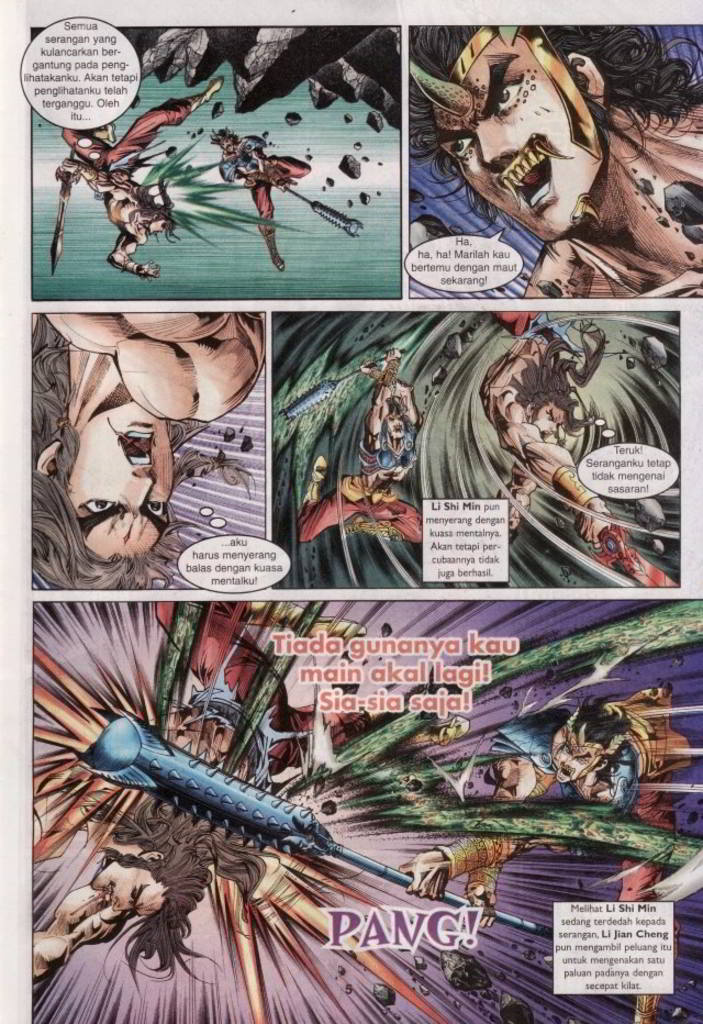 Semua
serangan yang
kulancarkan ber-
gantung pada peng-
lihatakanku. Akan tetapi
penglihatanku telah
terganggu. Oleh
itu...
Ha,
ha, ha! Marilah kau
bertemu dengan maut
sekarang!
...aku
harus menyerang
balas dengan kuasa
mentalku!
Li Shi Min pun
menyerang dengan
kuasa mentalnya.
Akan tetapi per-
cubaannya tidak
juga berhasil.
Teruk!
Seranganku tetap
tidak mengenai
sasaran!
Tiada gunanya kau
main akal lagi!
Sia-sia saja!
PANG!
Melihat Li Shi Min
sedang terdedah kepada
serangan, Li Jian Cheng
pun mengambil peluang itu
untuk mengenakan satu
paluan padanya dengan
secepat kilat.
5